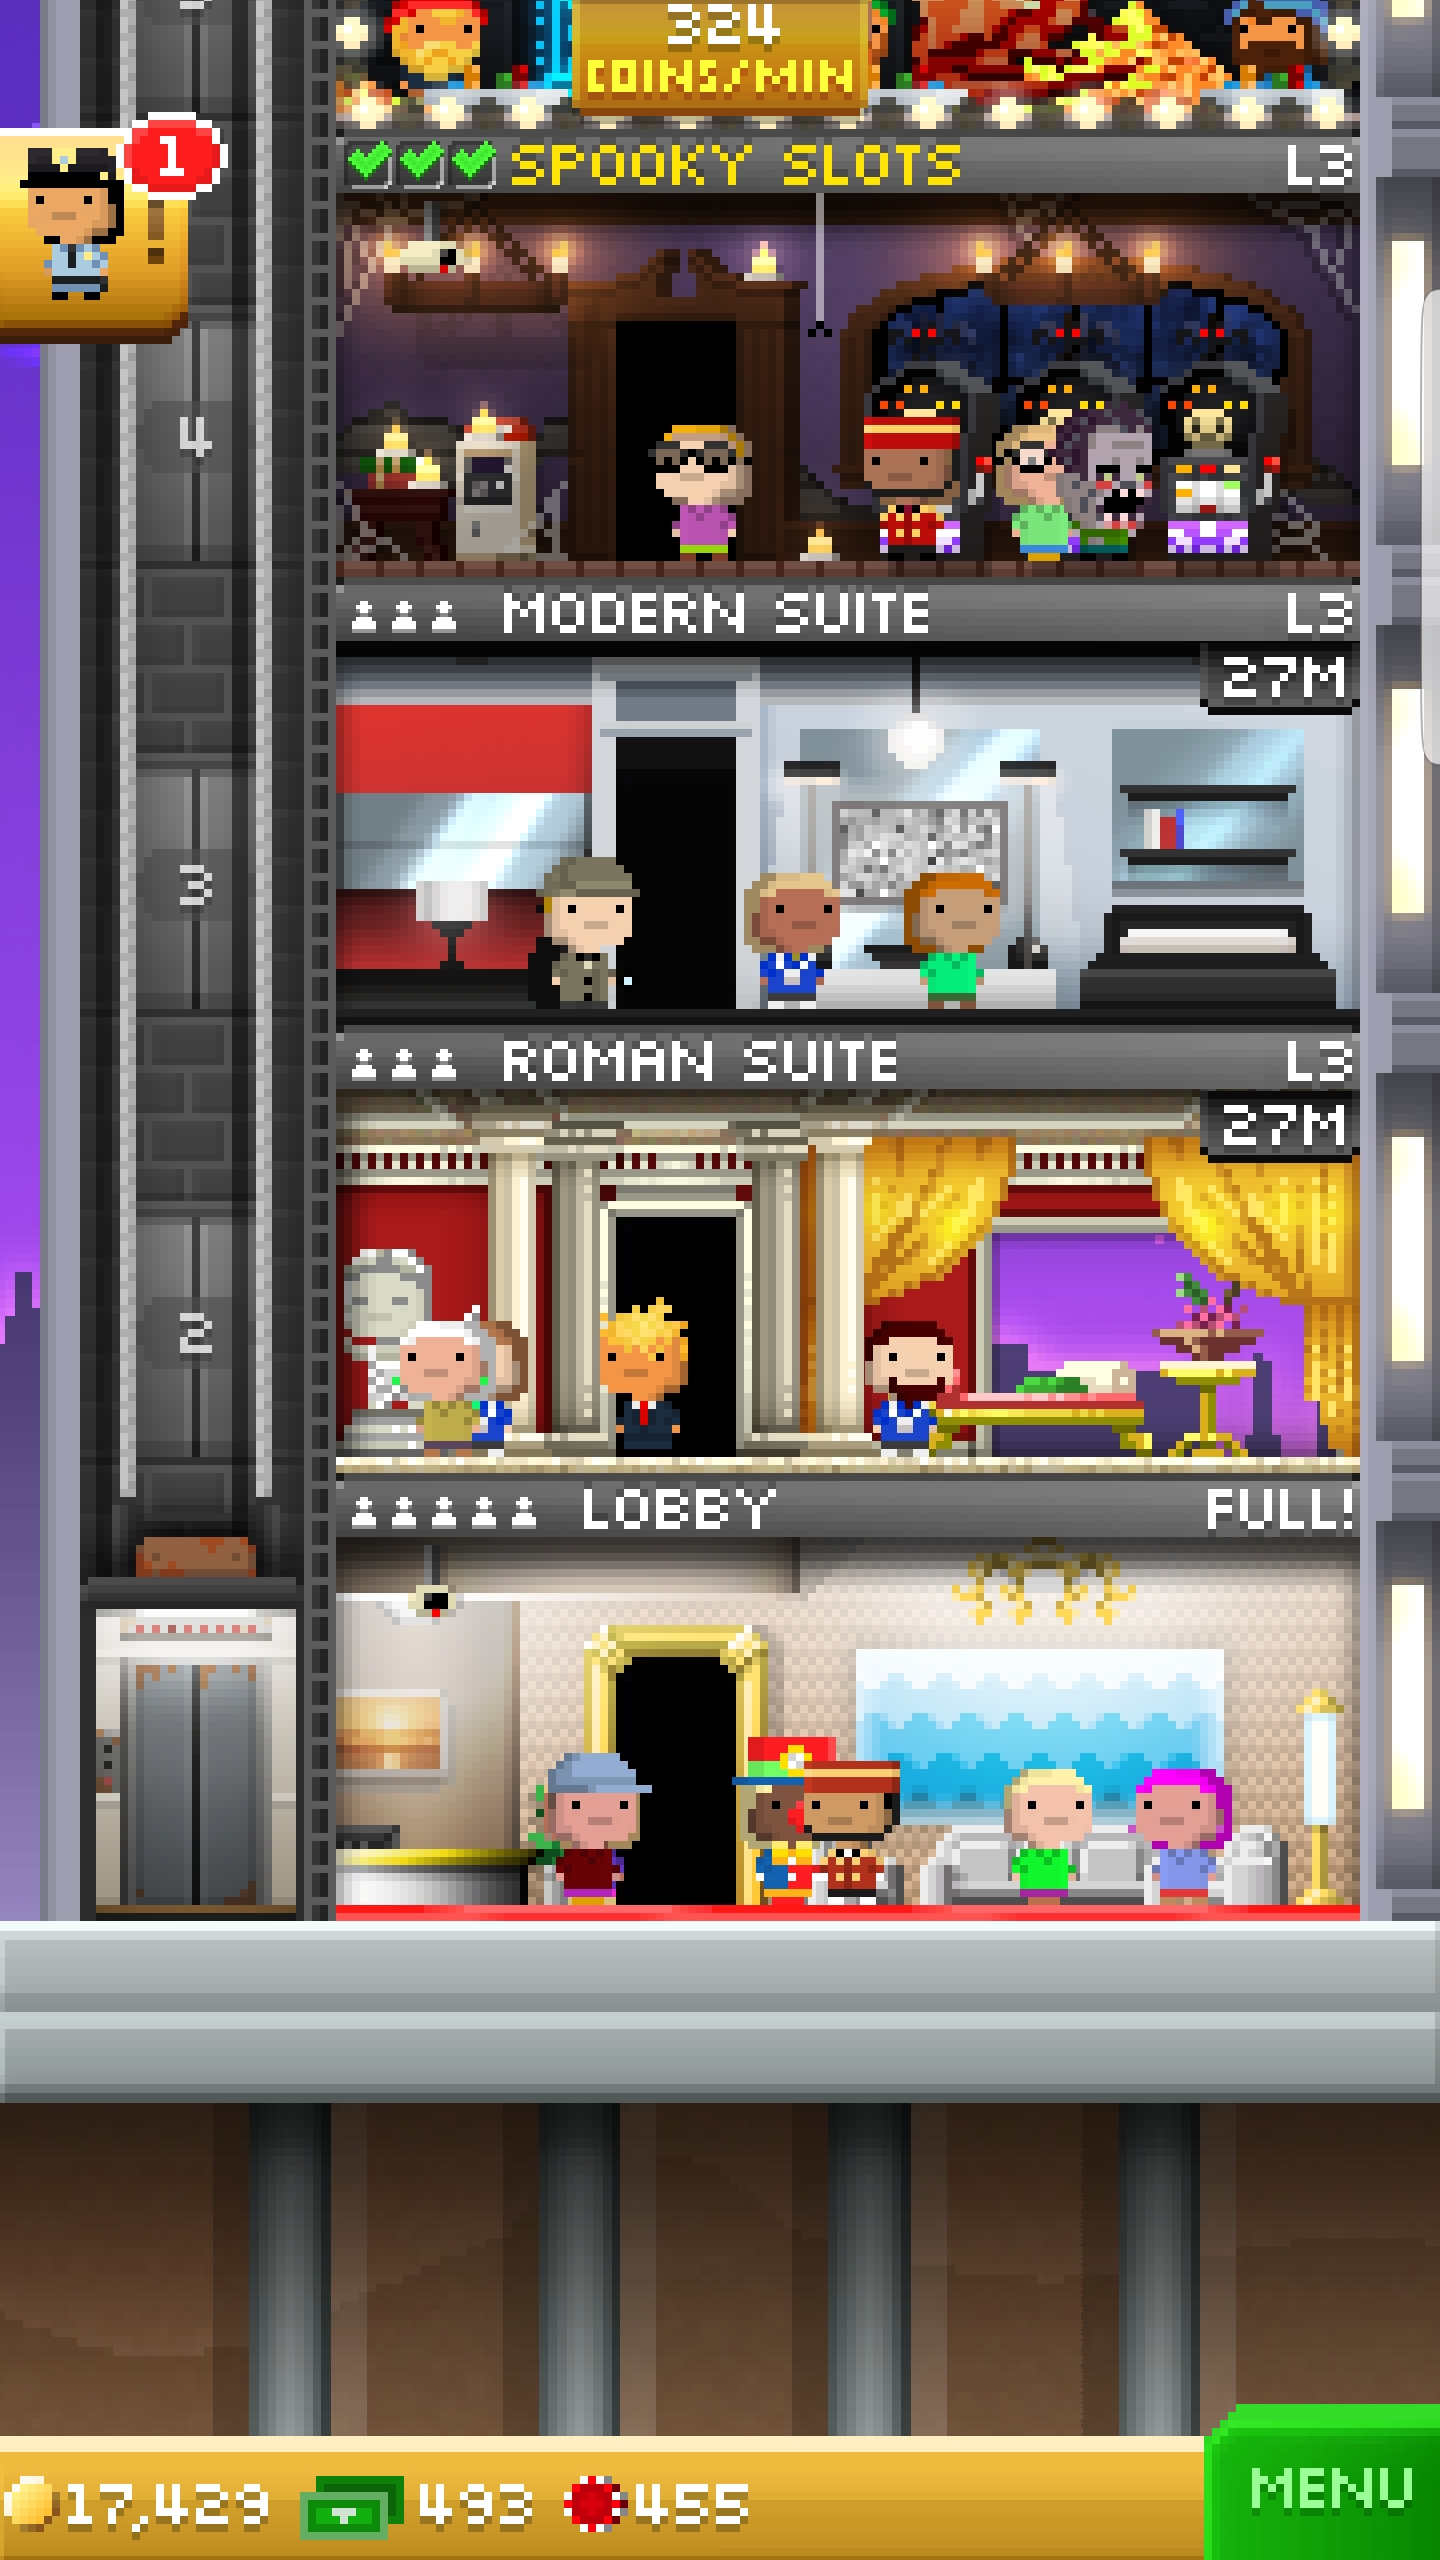 324
COINS/MIN
1
!
SPOOKY SLOTS L3
4
MODERN SUITE L3
27M
3
ROMAN SUITE L3
27M
2
LOBBY FULL!
17,429 493 455
MENU